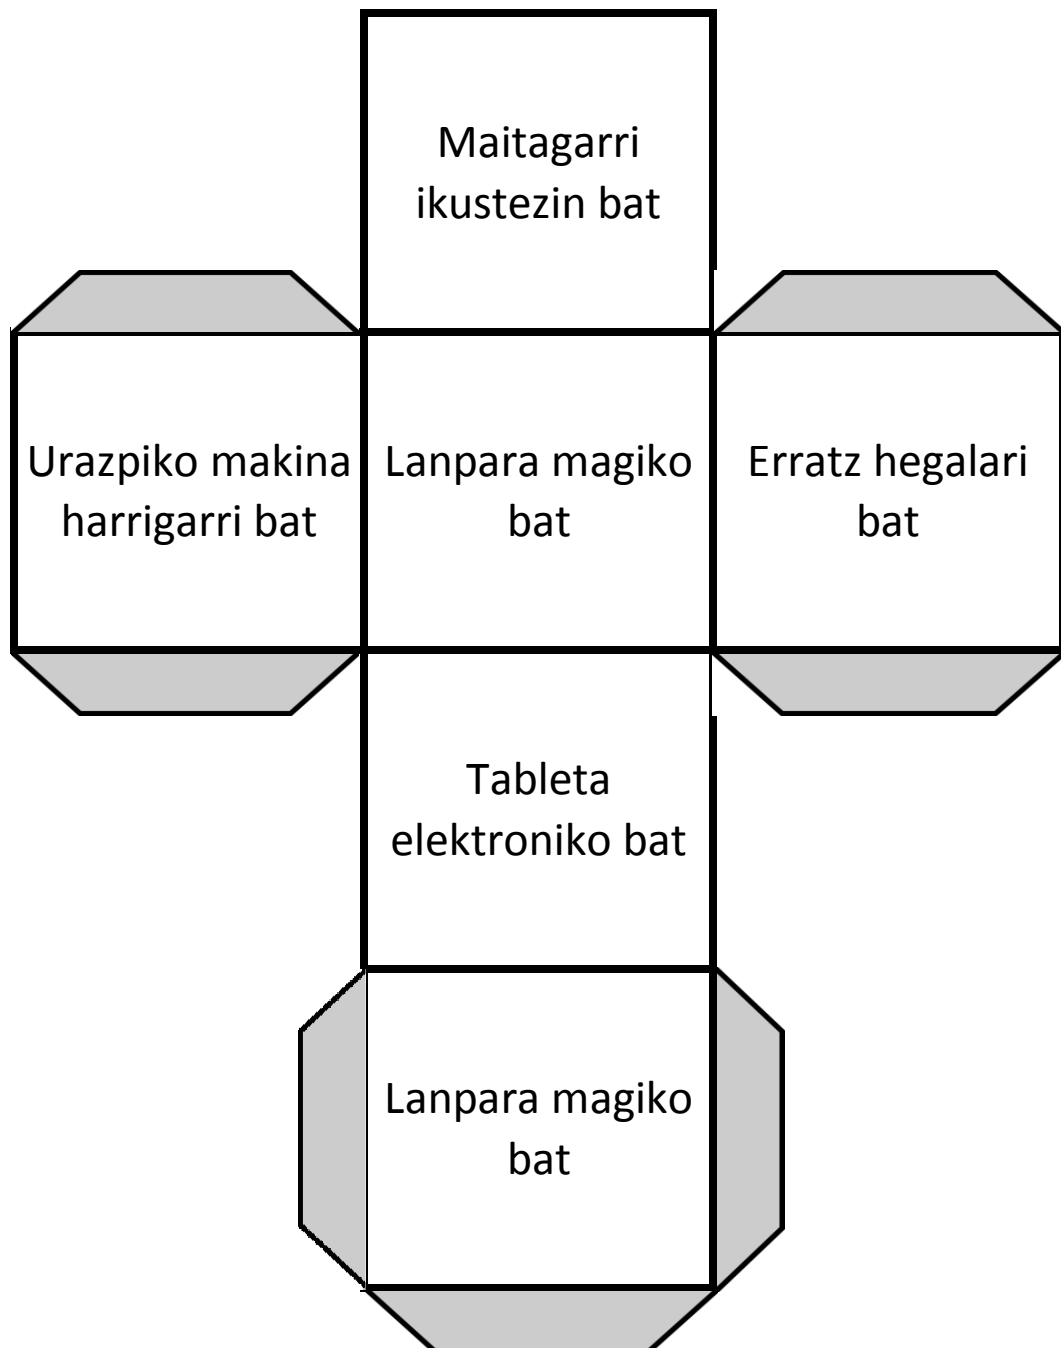 Maitagarri
ikustezin bat
Urazpiko makina
harrigarri bat
Lanpara magiko
bat
Erratz hegalari
bat
Tableta
elektroniko bat
Lanpara magiko
bat